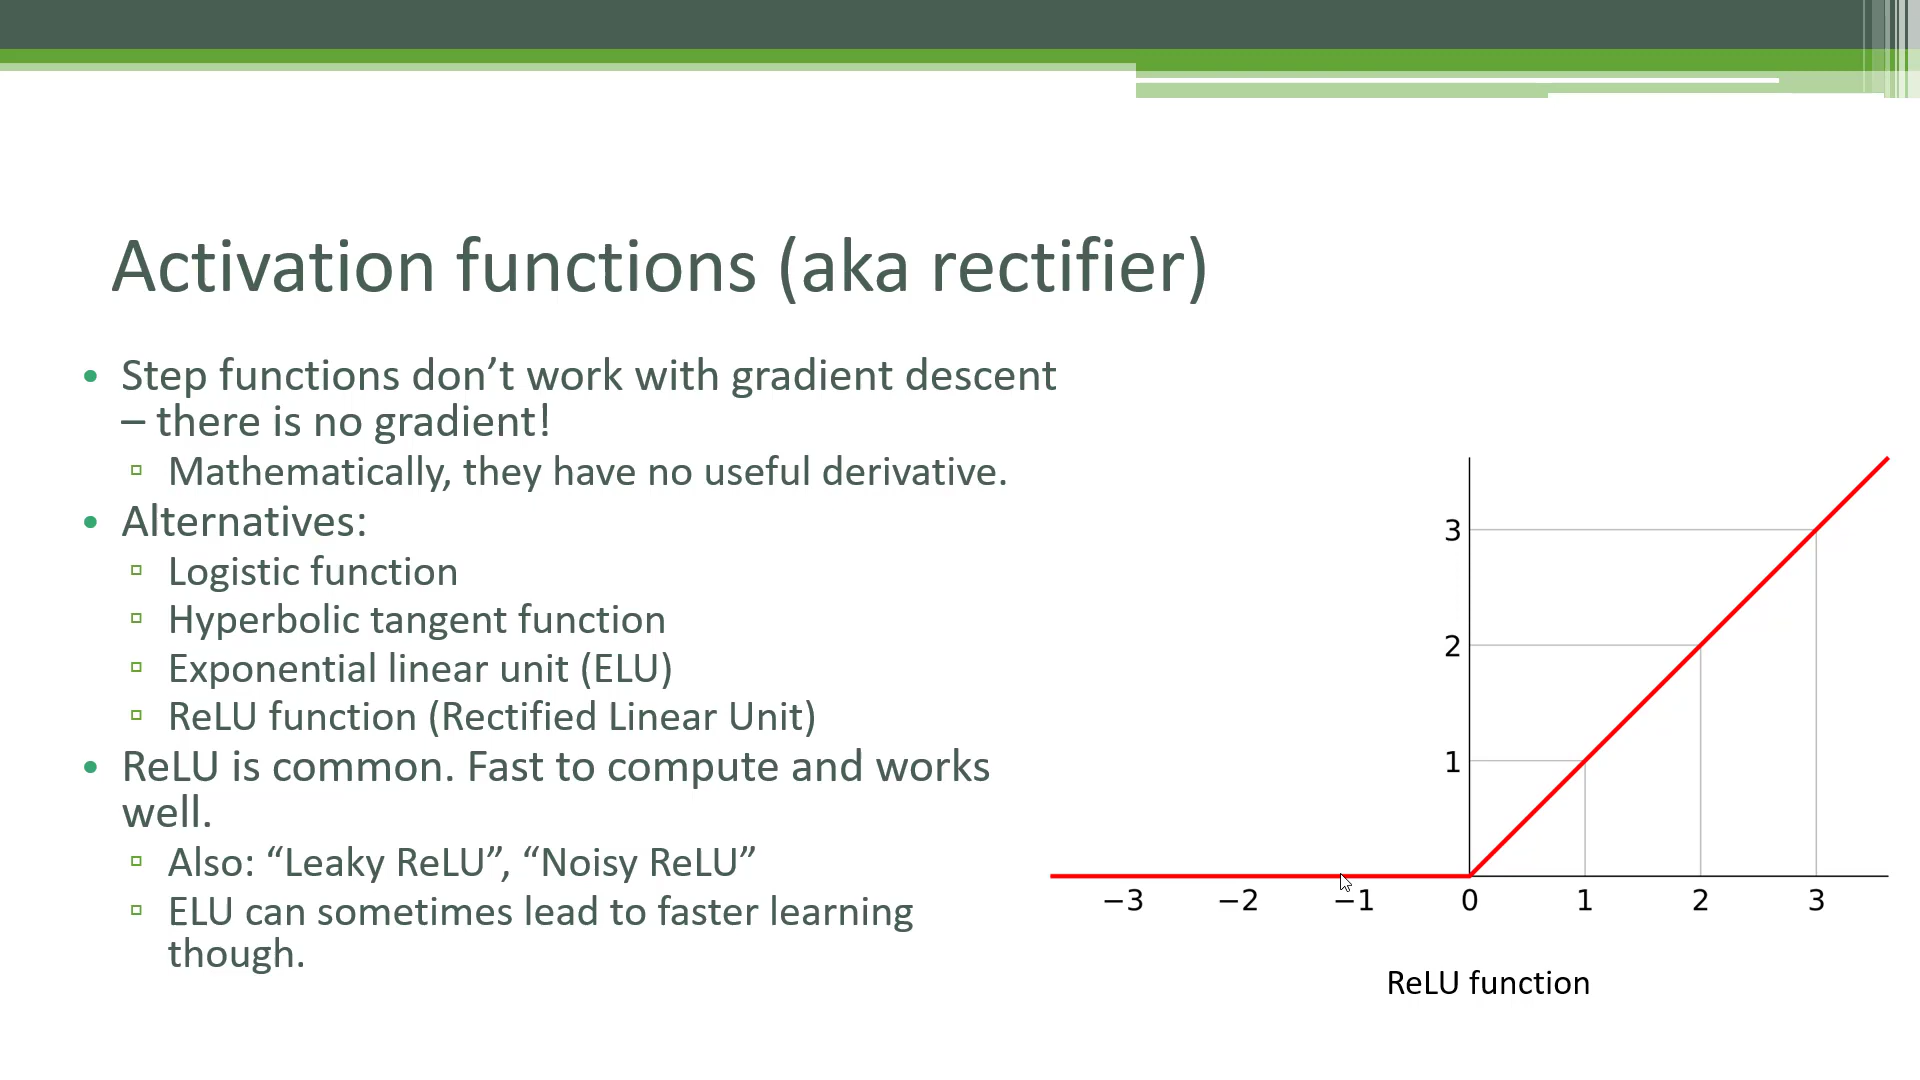 Activation functions (aka rectifier)
• Step functions don’t work with gradient descent
– there is no gradient!
▫ Mathematically, they have no useful derivative.
• Alternatives:
▫ Logistic function
▫ Hyperbolic tangent function
▫ Exponential linear unit (ELU)
▫ ReLU function (Rectified Linear Unit)
• ReLU is common. Fast to compute and works
well.
▫ Also: “Leaky ReLU”, “Noisy ReLU”
▫ ELU can sometimes lead to faster learning
though.
3
2
1
−3 −2 −1 0 1 2 3
ReLU function